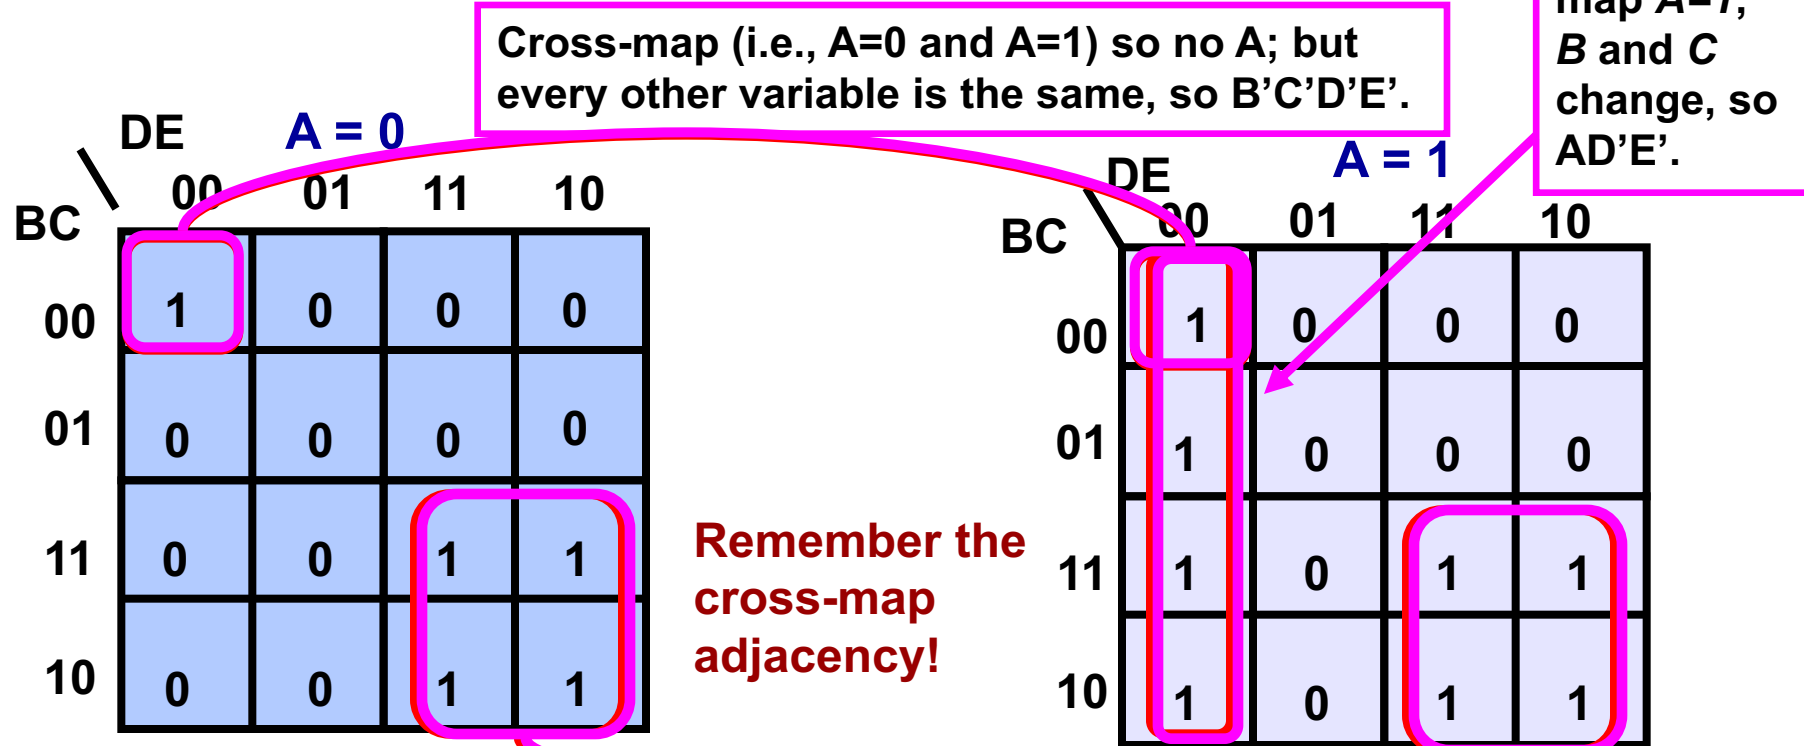 Cross-map (i.e., A=0 and A=1) so no A; but
every other variable is the same, so B’C’D’E’.
map A=1,
B and C
change, so
AD’E’.
DE A = 0
00 01 11 10
BC
00 1 0 0 0
01 0 0 0 0
11 0 0 1 1
10 0 0 1 1
Remember the
cross-map
adjacency!
DE A = 1
00 01 11 10
BC
00 1 0 0 0
01 1 0 0 0
11 1 0 1 1
10 1 0 1 1